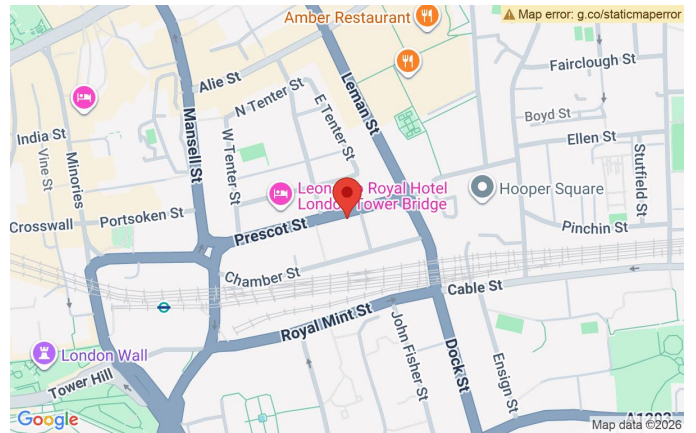 Amber Restaurant
Map error: g.co/staticmaperror
Alie St
Leman St
Fairclough St
N Tenter St
E Tenter St
Boyd St
Mansell St
W Tenter St
India St
Vine St
Minories
Ellen St
Stutfield St
Royal Hotel
London Tower Bridge
Hooper Square
Crosswall
Portsoken St
Prescot St
Pinchin St
Chamber St
Cable St
Royal Mint St
John Fisher St
Dock St
Ensign St
London Wall
Tower Hill
Google
Map data ©2026